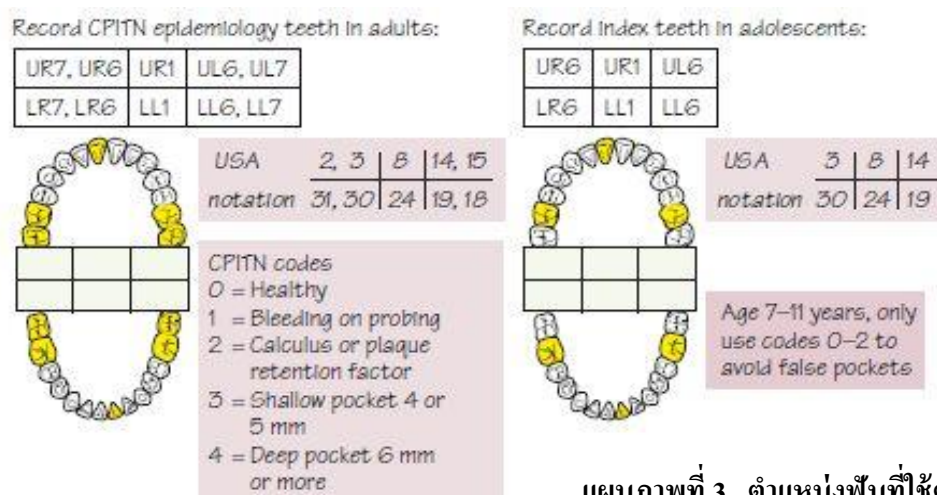 Record CPITN epidemiology teeth in adults:
UR7, UR6 UR1 UL6, UL7
LR7, LR6 LL1 LL6, LL7
USA 2, 3 8 14, 15
notation 31, 30 24 19, 18
CPITN codes
0 = Healthy
1 = Bleeding on probing
2 = Calculus or plaque
retention factor
3 = Shallow pocket 4 or
5 mm
4 = Deep pocket 6 mm
or more
Record index teeth in adolescents:
UR6 UR1 UL6
LR6 LL1 LL6
USA 3 8 14
notation 30 24 19
Age 7–11 years, only
use codes 0–2 to
avoid false pockets
แผนภาพที่ 3 ตำแหน่งฟันที่ใช้